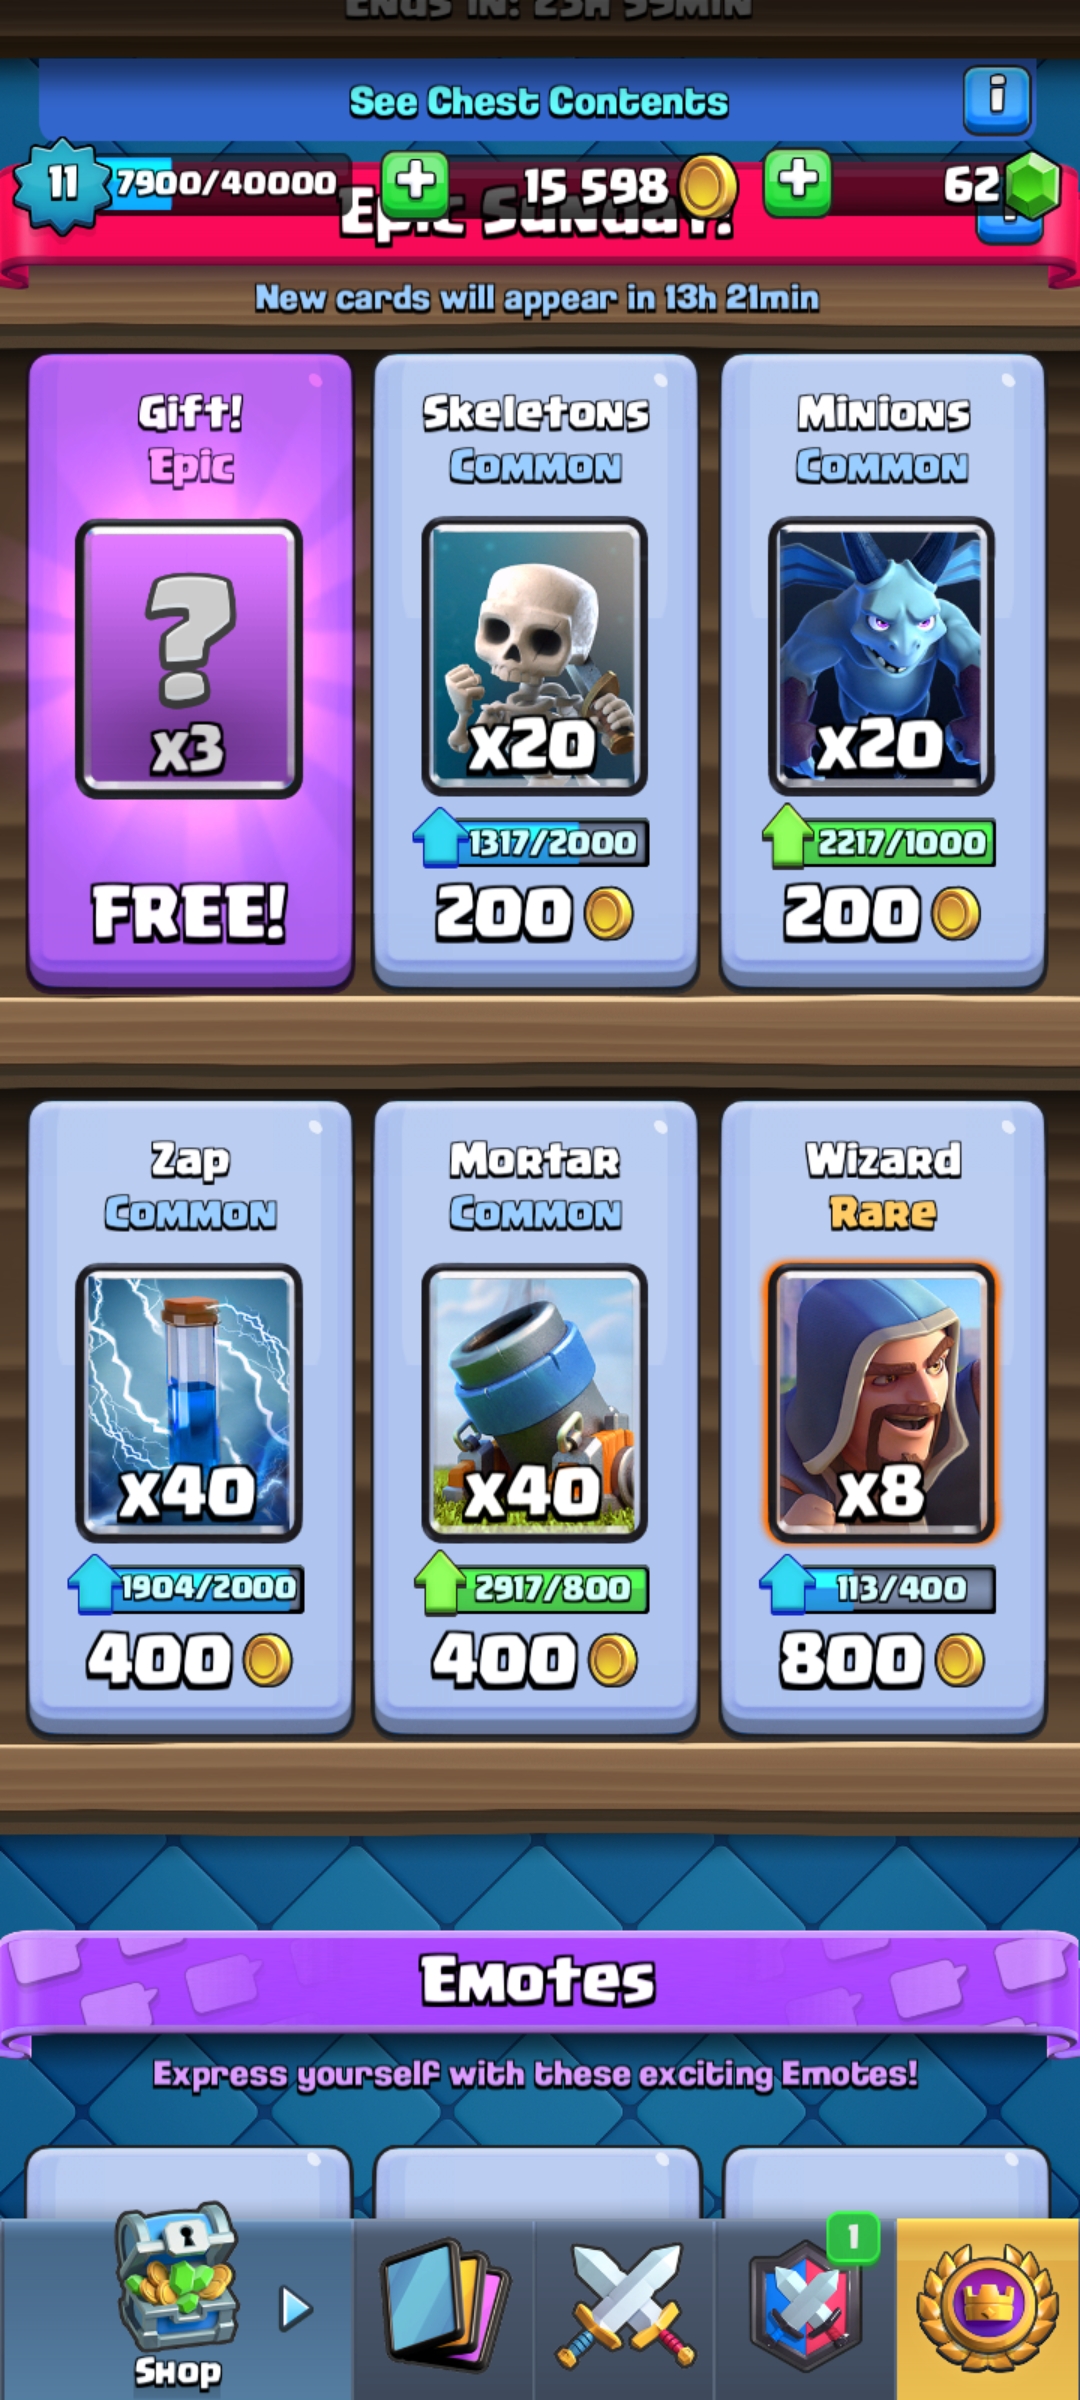 ENDS IN: 23H 59MIN
See Chest Contents
11
7900/40000
15 598
62
Epic Sunday!
New cards will appear in 13h 21min
Gift!
Epic
x3
FREE!
Skeletons
Common
x20
1317/2000
200
Minions
Common
x20
2217/1000
200
Zap
Common
x40
1904/2000
400
Mortar
Common
x40
2917/800
400
Wizard
Rare
x8
113/400
800
Emotes
Express yourself with these exciting Emotes!
Shop
1